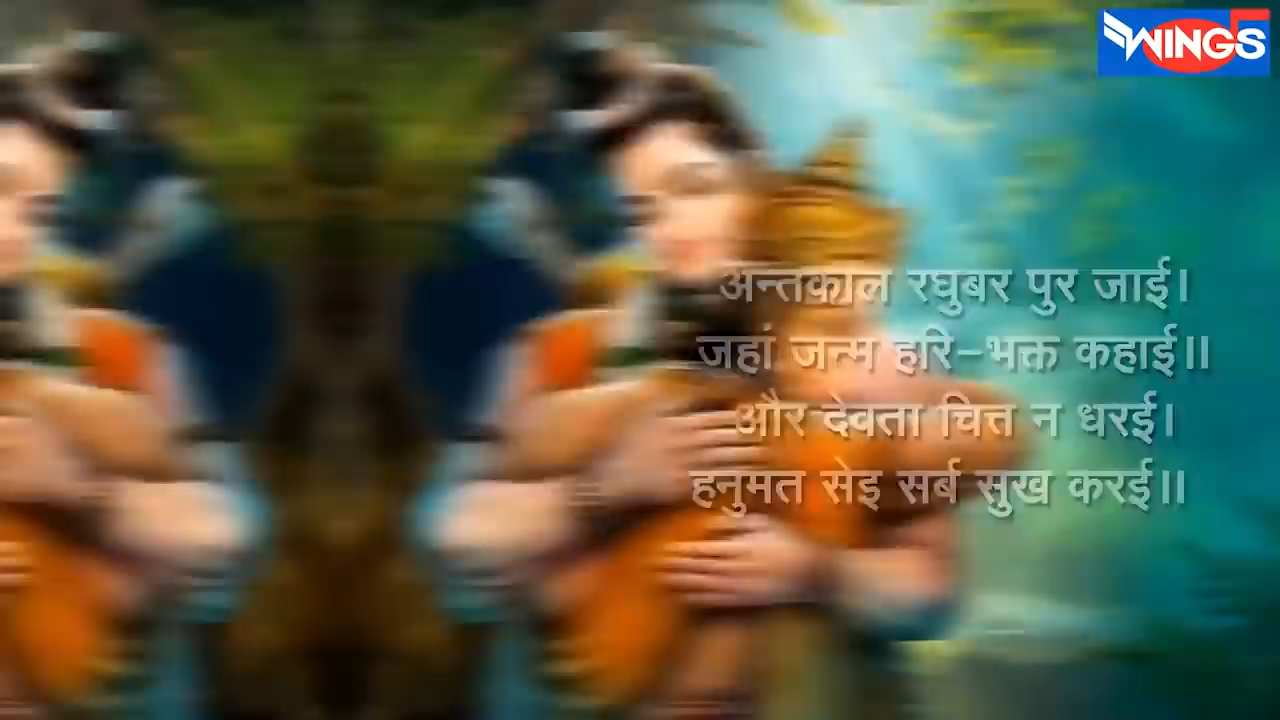 WINGS
अन्तकाल रघुबर पुर जाई।
जहां जन्म हरि-भक्त कहाई॥
और देवता चित्त न धरई।
हनुमत सेइ सर्ब सुख करई॥